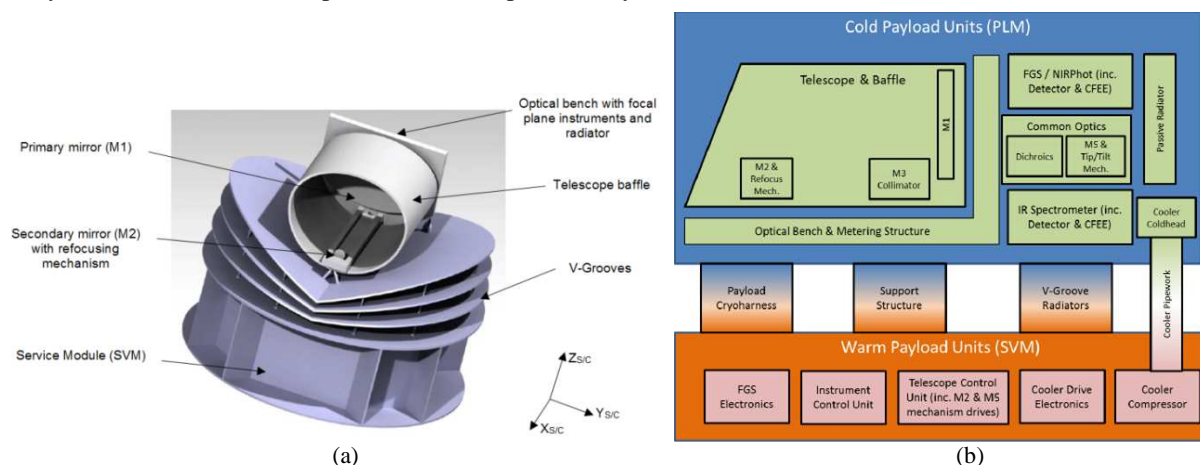 Optical bench with focal
plane instruments and
radiator
Primary mirror (M1)
Telescope baffle
Secondary mirror (M2)
with refocusing
mechanism
V-Grooves
Service Module (SVM)
Z S/C
Y S/C
X S/C
(a)
Cold Payload Units (PLM)
Telescope & Baffle
M1
M2 &
Refocus
Mech.
M3
Collimator
Optical Bench & Metering Structure
FGS / NIRPhot (inc.
Detector & CFEE)
Common Optics
Dichroics
M5 &
Tip/Tilt
Mech.
IR Spectrometer (inc.
Detector & CFEE)
Passive Radiator
Cooler
Coldhead
Payload
Cryoharness
Support
Structure
V-Groove
Radiators
Cooler Pipework
Warm Payload Units (SVM)
FGS
Electronics
Instrument
Control Unit
Telescope Control
Unit (inc. M2 & M5
mechanism drives)
Cooler Drive
Electronics
Cooler
Compressor
(b)